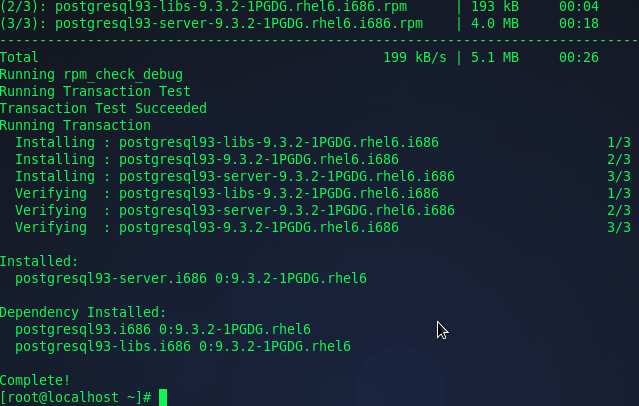 (2/3): postgresql93-libs-9.3.2-1PGDG.rhel6.i686.rpm | 193 kB 00:04
(3/3): postgresql93-server-9.3.2-1PGDG.rhel6.i686.rpm | 4.0 MB 00:18
--------------------------------------------------------------------------------
Total 199 kB/s | 5.1 MB 00:26
Running rpm_check_debug
Running Transaction Test
Transaction Test Succeeded
Running Transaction
Installing : postgresql93-libs-9.3.2-1PGDG.rhel6.i686 1/3
Installing : postgresql93-9.3.2-1PGDG.rhel6.i686 2/3
Installing : postgresql93-server-9.3.2-1PGDG.rhel6.i686 3/3
Verifying : postgresql93-libs-9.3.2-1PGDG.rhel6.i686 1/3
Verifying : postgresql93-server-9.3.2-1PGDG.rhel6.i686 2/3
Verifying : postgresql93-9.3.2-1PGDG.rhel6.i686 3/3
Installed:
postgresql93-server.i686 0:9.3.2-1PGDG.rhel6
Dependency Installed:
postgresql93.i686 0:9.3.2-1PGDG.rhel6
postgresql93-libs.i686 0:9.3.2-1PGDG.rhel6
Complete!
[root@localhost ~]#